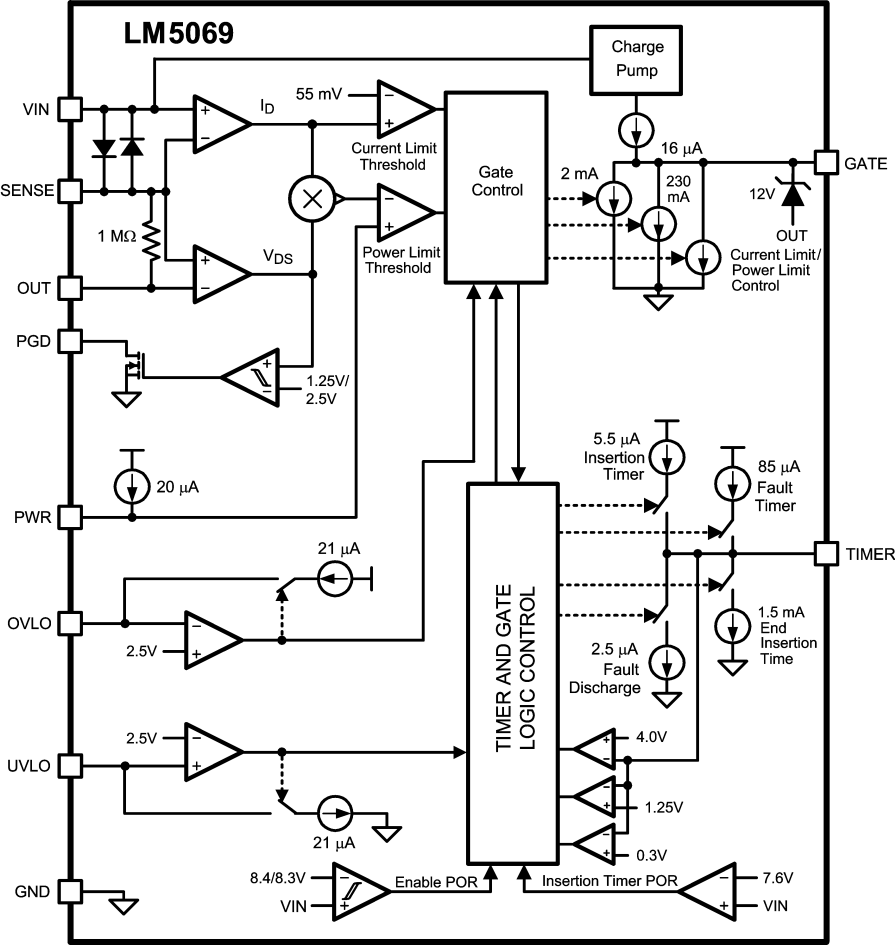 LM5069
Charge
Pump
VIN
I_D
55 mV
−
+
+
−
Current Limit
Threshold
16 µA
GATE
Gate
Control
2 mA
230
mA
12V
OUT
Current Limit/
Power Limit
Control
SENSE
1 MΩ
V_DS
+
−
−
+
Power Limit
Threshold
OUT
PGD
+
−
1.25V/
2.5V
5.5 µA
Insertion
Timer
85 µA
Fault
Timer
20 µA
PWR
TIMER
21 µA
OVLO
−
+
2.5V
TIMER AND GATE
LOGIC CONTROL
1.5 mA
End
Insertion
Time
2.5 µA
Fault
Discharge
2.5V
−
+
UVLO
21 µA
+
−
4.0V
−
+
1.25V
−
+
0.3V
GND
8.4/8.3V
−
+
VIN
Enable POR
Insertion Timer POR
−
+
7.6V
VIN